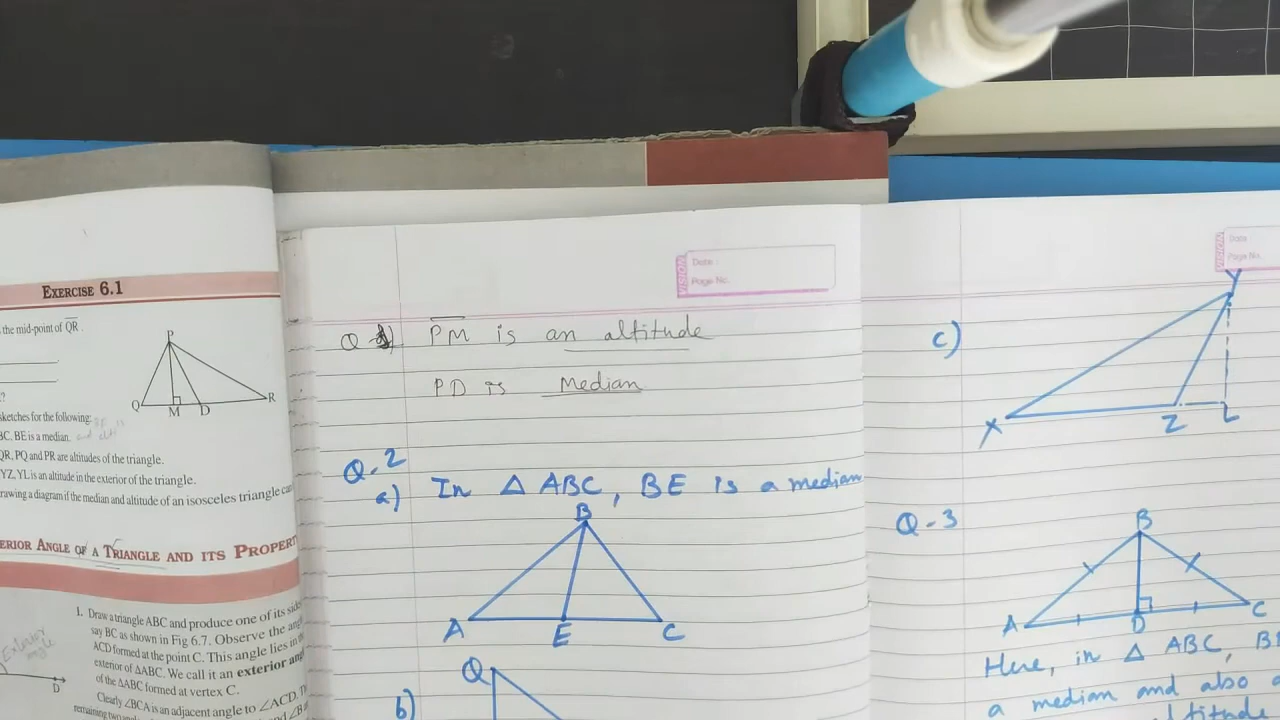 EXERCISE 6.1
the mid-point of QR.
P
Q M D R
?
sketches for the following:
BC, BE is a median.
QR, PQ and PR are altitudes of the triangle.
YZ, YL is an altitude in the exterior of the triangle.
rawing a diagram if the median and altitude of an isosceles triangle
ERIOR ANGLE OF A TRIANGLE AND ITS PROPERT
1. Draw a triangle ABC and produce one of its sides
say BC as shown in Fig 6.7. Observe the
ACD formed at the point C. This angle lies in
exterior of ΔABC. We call it an exterior
of the ΔABC formed at vertex C.
Clearly ∠BCA is an adjacent angle to ∠ACD.
Exterior
angle
D
VISION
Date :
Page No.
Q PM is an altitude
PD is Median
Q.2
a) In Δ ABC, BE is a median
B
A E C
b)
Q
VISION
Date :
Page No.
c)
Y
X Z L
Q-3
B
A D C
Here, in Δ ABC,
a median and also